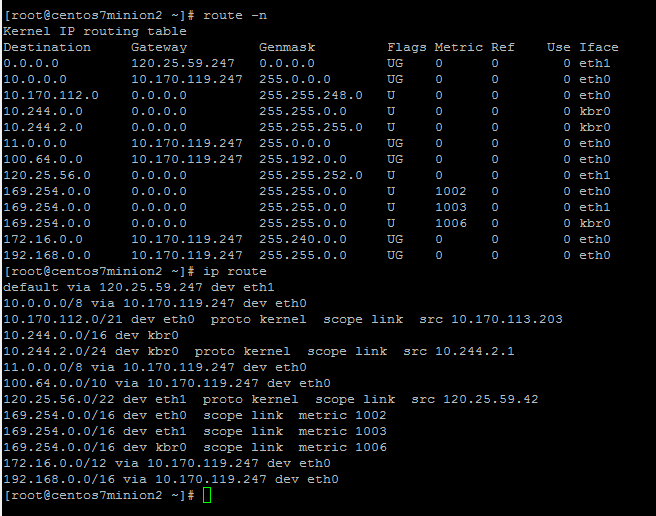 [root@centos7minion2 ~]# route -n
Kernel IP routing table
Destination     Gateway         Genmask         Flags Metric Ref    Use Iface
0.0.0.0         120.25.59.247   0.0.0.0         UG    0      0        0 eth1
10.0.0.0        10.170.119.247  255.0.0.0       UG    0      0        0 eth0
10.170.112.0    0.0.0.0         255.255.248.0   U     0      0        0 eth0
10.244.0.0      0.0.0.0         255.255.0.0     U     0      0        0 kbr0
10.244.2.0      0.0.0.0         255.255.255.0   U     0      0        0 kbr0
11.0.0.0        10.170.119.247  255.0.0.0       UG    0      0        0 eth0
100.64.0.0      10.170.119.247  255.192.0.0     UG    0      0        0 eth0
120.25.56.0     0.0.0.0         255.255.252.0   U     0      0        0 eth1
169.254.0.0     0.0.0.0         255.255.0.0     U     1002   0        0 eth0
169.254.0.0     0.0.0.0         255.255.0.0     U     1003   0        0 eth1
169.254.0.0     0.0.0.0         255.255.0.0     U     1006   0        0 kbr0
172.16.0.0      10.170.119.247  255.240.0.0     UG    0      0        0 eth0
192.168.0.0     10.170.119.247  255.255.0.0     UG    0      0        0 eth0
[root@centos7minion2 ~]# ip route
default via 120.25.59.247 dev eth1
10.0.0.0/8 via 10.170.119.247 dev eth0
10.170.112.0/21 dev eth0  proto kernel  scope link  src 10.170.113.203
10.244.0.0/16 dev kbr0
10.244.2.0/24 dev kbr0  proto kernel  scope link  src 10.244.2.1
11.0.0.0/8 via 10.170.119.247 dev eth0
100.64.0.0/10 via 10.170.119.247 dev eth0
120.25.56.0/22 dev eth1  proto kernel  scope link  src 120.25.59.42
169.254.0.0/16 dev eth0  scope link  metric 1002
169.254.0.0/16 dev eth1  scope link  metric 1003
169.254.0.0/16 dev kbr0  scope link  metric 1006
172.16.0.0/12 via 10.170.119.247 dev eth0
192.168.0.0/16 via 10.170.119.247 dev eth0
[root@centos7minion2 ~]#